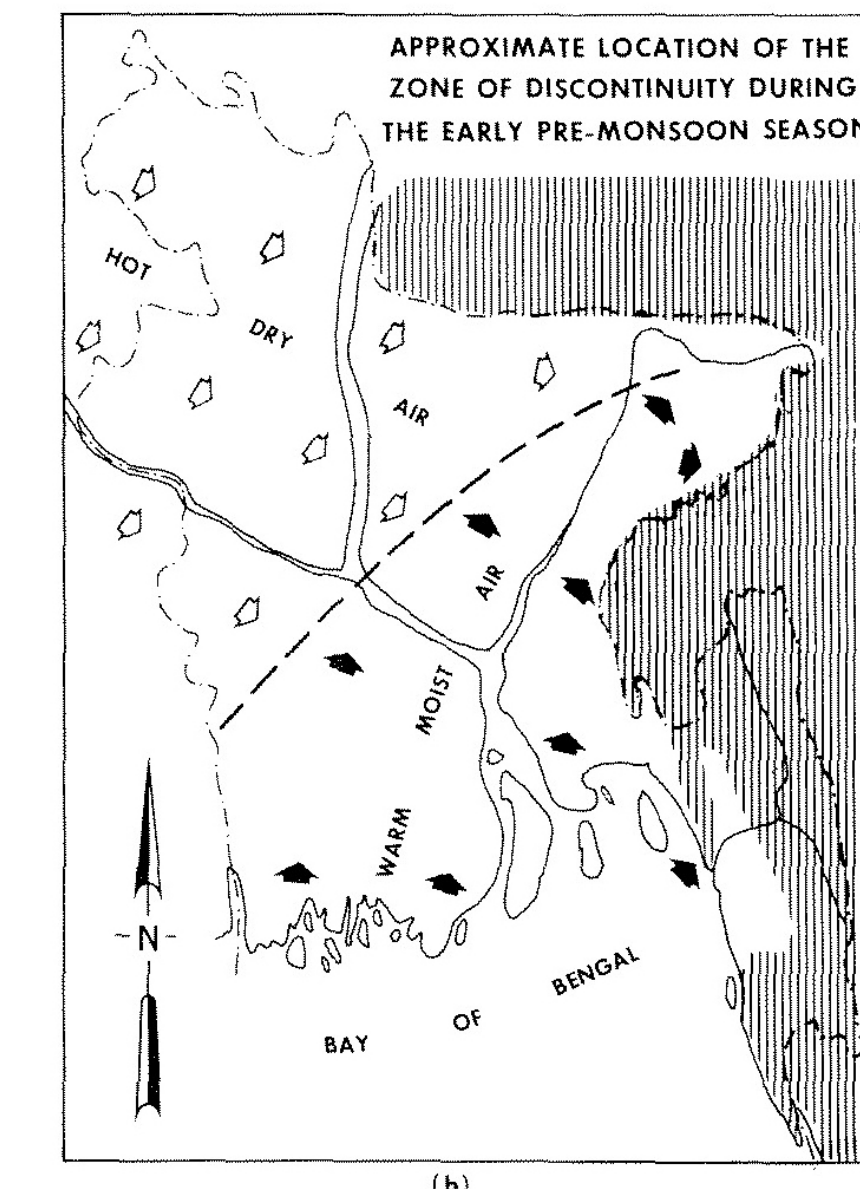 APPROXIMATE LOCATION OF THE
ZONE OF DISCONTINUITY DURING
THE EARLY PRE-MONSOON SEASON
HOT
DRY
AIR
AIR
MOIST
WARM
N
BAY OF BENGAL
(b)